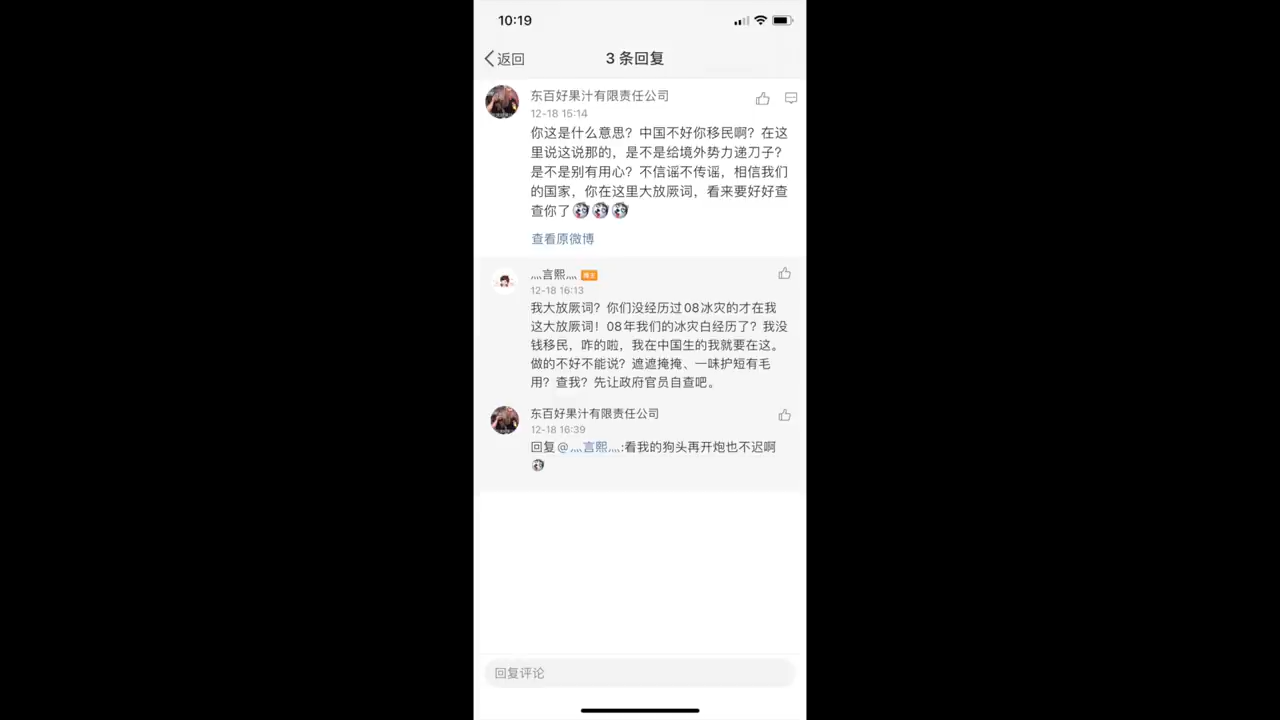 10:19
返回
3 条回复
东百好果汁有限责任公司
12-18 15:14
你这是什么意思？中国不好你移民啊？在这
里说这说那的，是不是给境外势力递刀子？
是不是别有用心？不信谣不传谣，相信我们
的国家，你在这里大放厥词，看来要好好查
查你了
查看原微博
灬言熙灬
12-18 16:13
我大放厥词？你们没经历过08冰灾的才在我
这大放厥词！08年我们的冰灾白经历了？我没
钱移民，咋的啦，我在中国生的我就要在这。
做的不好不能说？遮遮掩掩、一味护短有毛
用？查我？先让政府官员自查吧。
东百好果汁有限责任公司
12-18 16:39
回复@灬言熙灬:看我的狗头再开炮也不迟啊
回复评论